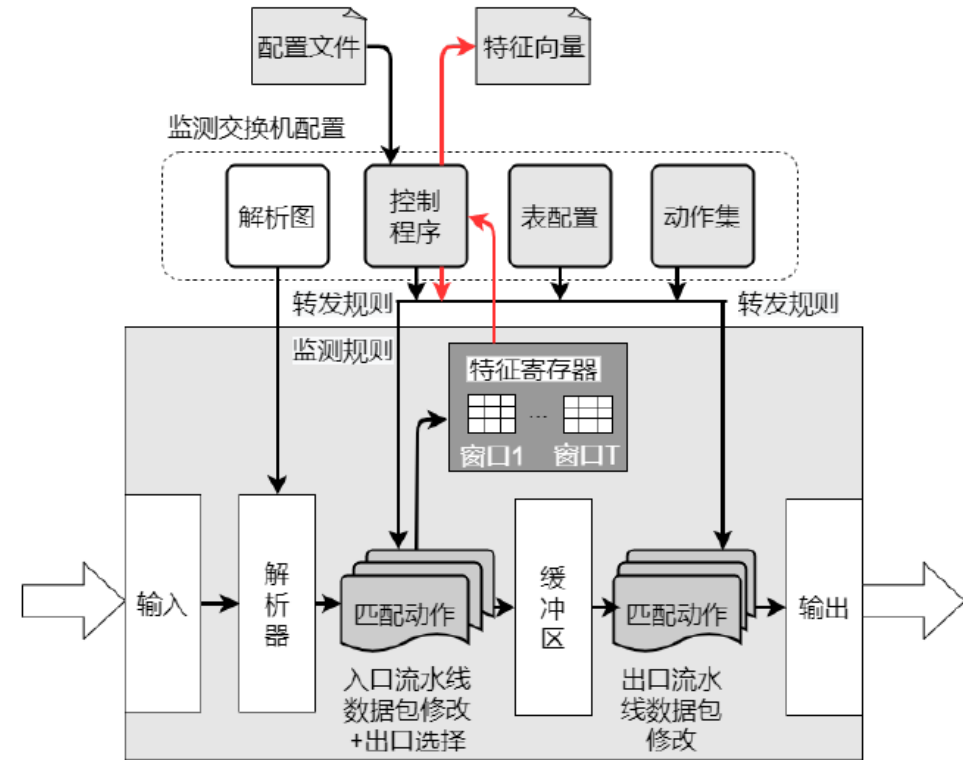 配置文件
特征向量
监测交换机配置
解析图
控制
程序
表配置
动作集
转发规则
转发规则
监测规则
特征寄存器
...
窗口1
窗口T
输入
解
析
器
匹配动作
缓
冲
区
匹配动作
输出
入口流水线
数据包修改
+出口选择
出口流水
线数据包
修改